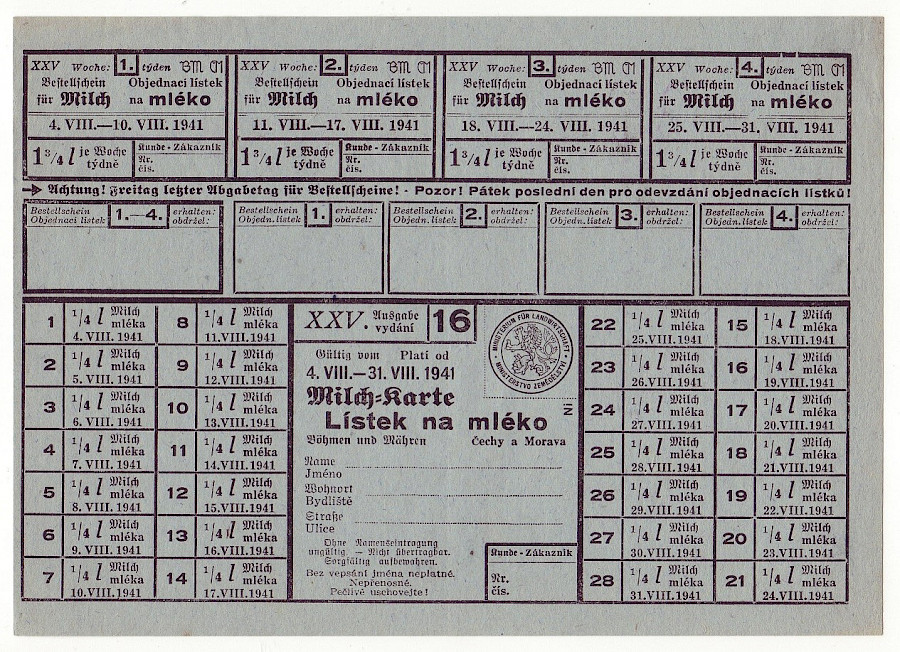 XXV Woche: 1. týden BM ČM
Bestellschein Objednací lístek
für Milch na mléko
4. VIII.—10. VIII. 1941
1 3/4 l je Woche týdně
Kunde - Zákazník
Nr.
čís.
XXV Woche: 2. týden BM ČM
Bestellschein Objednací lístek
für Milch na mléko
11. VIII.—17. VIII. 1941
1 3/4 l je Woche týdně
Kunde - Zákazník
Nr.
čís.
XXV Woche: 3. týden BM ČM
Bestellschein Objednací lístek
für Milch na mléko
18. VIII.—24. VIII. 1941
1 3/4 l je Woche týdně
Kunde - Zákazník
Nr.
čís.
XXV Woche: 4. týden BM ČM
Bestellschein Objednací lístek
für Milch na mléko
25. VIII.—31. VIII. 1941
1 3/4 l je Woche týdně
Kunde - Zákazník
Nr.
čís.
Achtung! Freitag letzter Abgabetag für Bestellscheine! - Pozor! Pátek poslední den pro odevzdání objednacích lístků!
Bestellschein 1.—4. erhalten:
Objednací lístek obdržel:
Bestellschein 1. erhalten:
Objedn. lístek obdržel:
Bestellschein 2. erhalten:
Objedn. lístek obdržel:
Bestellschein 3. erhalten:
Objedn. lístek obdržel:
Bestellschein 4. erhalten:
Objedn. lístek obdržel:
1 1/4 l Milch mléka
4. VIII. 1941
2 1/4 l Milch mléka
5. VIII. 1941
3 1/4 l Milch mléka
6. VIII. 1941
4 1/4 l Milch mléka
7. VIII. 1941
5 1/4 l Milch mléka
8. VIII. 1941
6 1/4 l Milch mléka
9. VIII. 1941
7 1/4 l Milch mléka
10. VIII. 1941
8 1/4 l Milch mléka
11. VIII. 1941
9 1/4 l Milch mléka
12. VIII. 1941
10 1/4 l Milch mléka
13. VIII. 1941
11 1/4 l Milch mléka
14. VIII. 1941
12 1/4 l Milch mléka
15. VIII. 1941
13 1/4 l Milch mléka
16. VIII. 1941
14 1/4 l Milch mléka
17. VIII. 1941
XXV. Ausgabe vydání 16
MINISTERIUM FÜR LANDWIRTSCHAFT
MINISTERSTVO ZEMĚDĚLSTVÍ
Gültig vom Platí od
4. VIII.—31. VIII. 1941
Milch-Karte
Lístek na mléko
Böhmen und Mähren Čechy a Morava
Name
Jméno
Wohnort
Bydliště
Straße
Ulice
Ohne Namenseintragung
ungültig. — Nicht übertragbar.
Sorgfältig aufbewahren.
Bez vepsání jména neplatné.
Nepřenosné.
Pečlivě uschovejte!
Kunde - Zákazník
Nr.
čís.
22 1/4 l Milch mléka
25. VIII. 1941
23 1/4 l Milch mléka
26. VIII. 1941
24 1/4 l Milch mléka
27. VIII. 1941
25 1/4 l Milch mléka
28. VIII. 1941
26 1/4 l Milch mléka
29. VIII. 1941
27 1/4 l Milch mléka
30. VIII. 1941
28 1/4 l Milch mléka
31. VIII. 1941
15 1/4 l Milch mléka
18. VIII. 1941
16 1/4 l Milch mléka
19. VIII. 1941
17 1/4 l Milch mléka
20. VIII. 1941
18 1/4 l Milch mléka
21. VIII. 1941
19 1/4 l Milch mléka
22. VIII. 1941
20 1/4 l Milch mléka
23. VIII. 1941
21 1/4 l Milch mléka
24. VIII. 1941